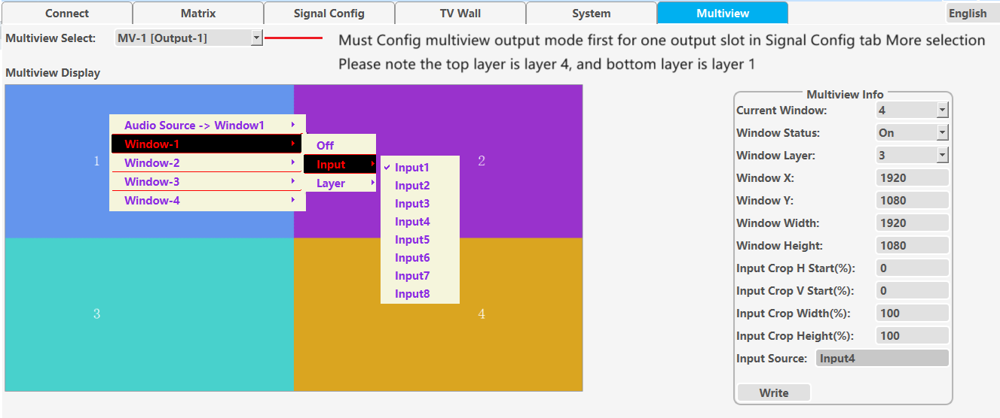 Connect Matrix Signal Config TV Wall System Multiview English
Multiview Select: MV-1 [Output-1]
Must Config multiview output mode first for one output slot in Signal Config tab More selection
Please note the top layer is layer 4, and bottom layer is layer 1
Multiview Display
1
2
3
4
Audio Source -> Window1
Window-1
Window-2
Window-3
Window-4
Off
Input
Layer
Input1
Input2
Input3
Input4
Input5
Input6
Input7
Input8
Multiview Info
Current Window: 4
Window Status: On
Window Layer: 3
Window X: 1920
Window Y: 1080
Window Width: 1920
Window Height: 1080
Input Crop H Start(%): 0
Input Crop V Start(%): 0
Input Crop Width(%): 100
Input Crop Height(%): 100
Input Source: Input4
Write